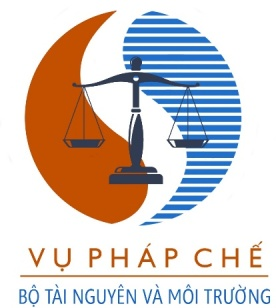 VỤ PHÁP CHẾ
BỘ TÀI NGUYÊN VÀ MÔI TRƯỜNG